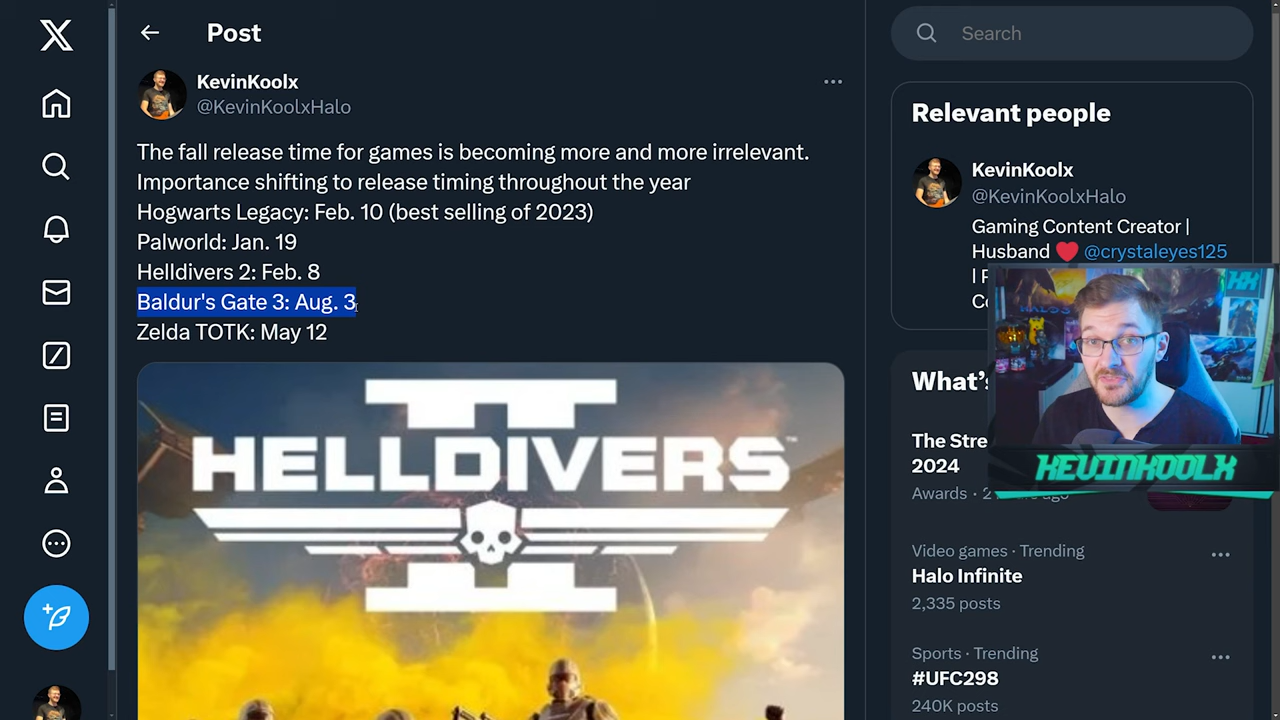 Post
Search
KevinKoolx
@KevinKoolxHalo
The fall release time for games is becoming more and more irrelevant.
Importance shifting to release timing throughout the year
Hogwarts Legacy: Feb. 10 (best selling of 2023)
Palworld: Jan. 19
Helldivers 2: Feb. 8
Baldur's Gate 3: Aug. 3
Zelda TOTK: May 12
II
HELLDIVERS™
Relevant people
KevinKoolx
@KevinKoolxHalo
Gaming Content Creator |
Husband ❤️ @crystaleyes125
|
What's
The
2024
Awards ·
KEVINKOOLX
Video games · Trending
Halo Infinite
2,335 posts
Sports · Trending
#UFC298
240K posts